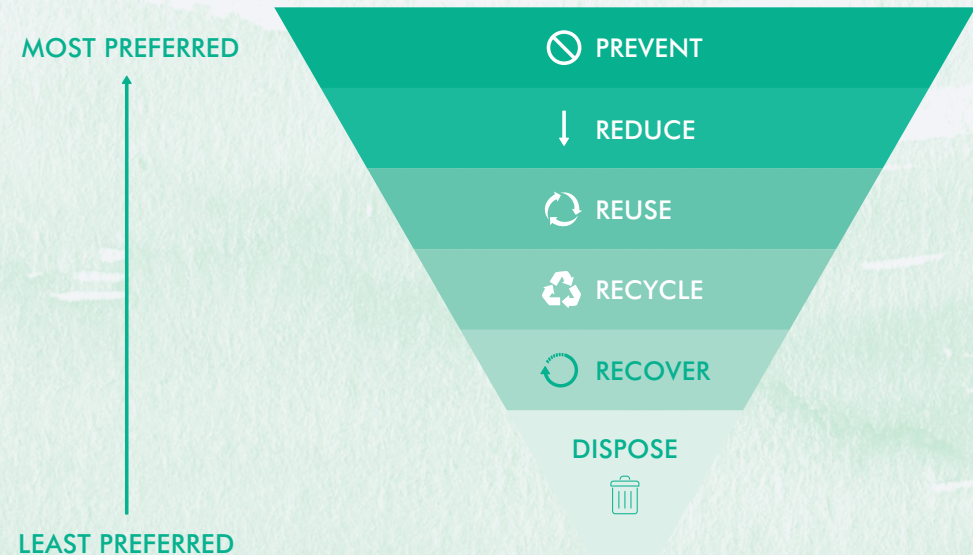 MOST PREFERRED
PREVENT
REDUCE
REUSE
RECYCLE
RECOVER
DISPOSE
LEAST PREFERRED